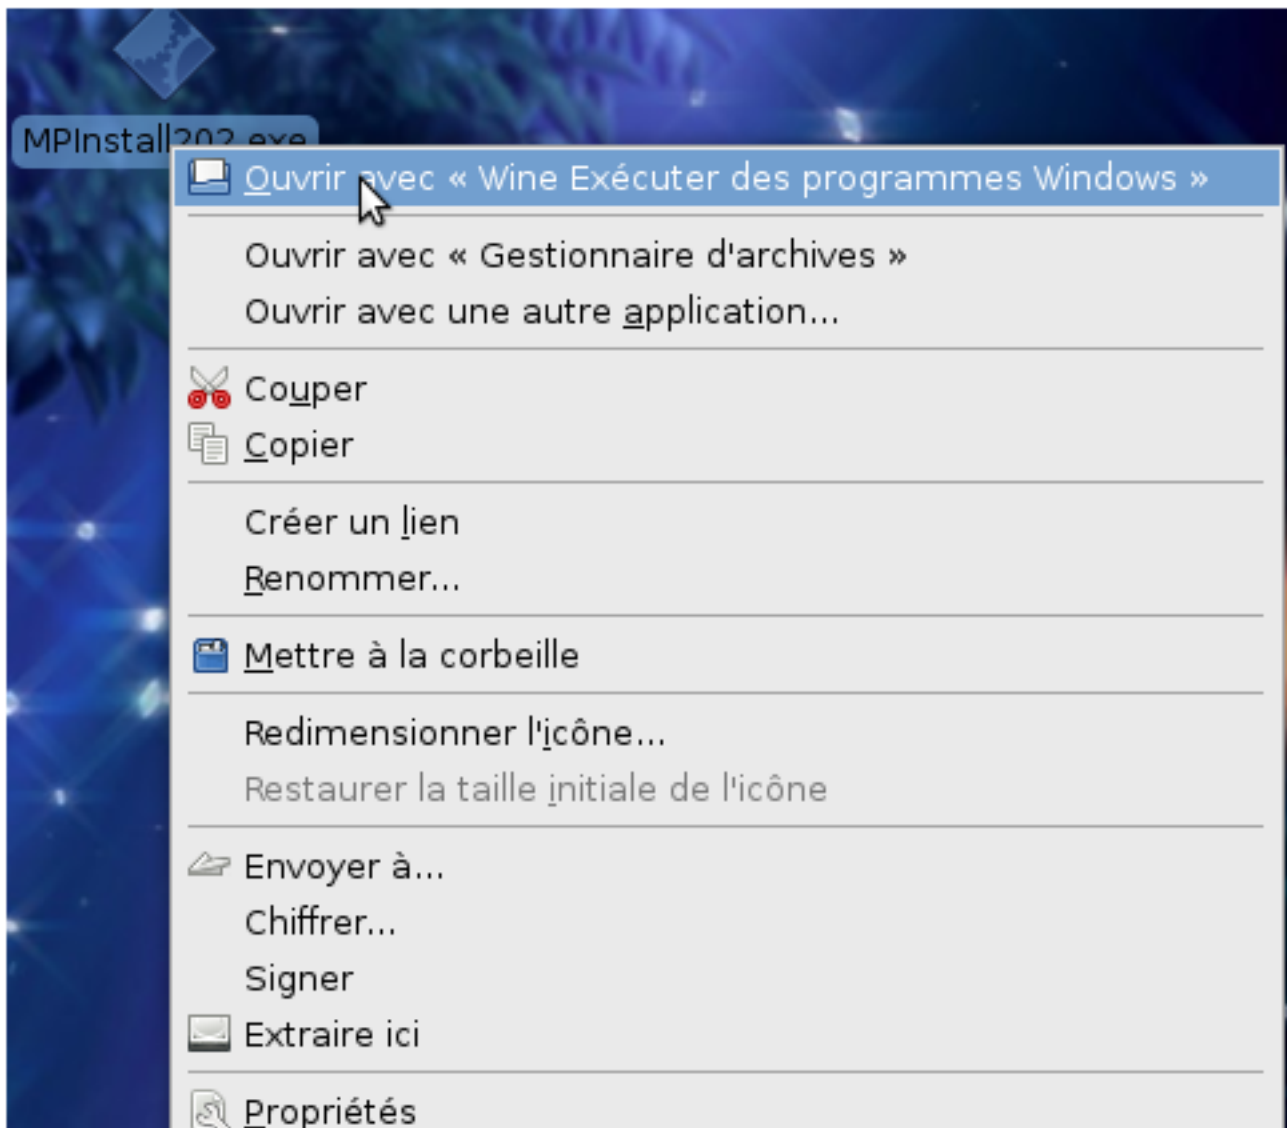 MPInstall202.exe
Ouvrir avec « Wine Exécuter des programmes Windows »
Ouvrir avec « Gestionnaire d'archives »
Ouvrir avec une autre application...
Couper
Copier
Créer un lien
Renommer...
Mettre à la corbeille
Redimensionner l'icône...
Restaurer la taille initiale de l'icône
Envoyer à...
Chiffrer...
Signer
Extraire ici
Propriétés